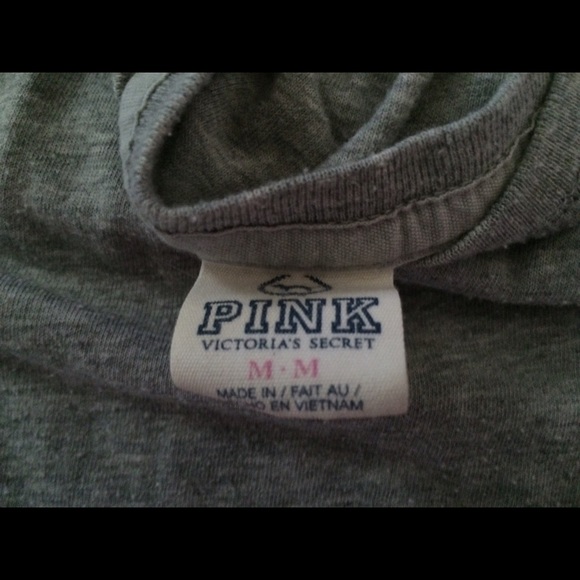 PINK
VICTORIA'S SECRET
M · M
MADE IN / FAIT AU /
EN VIETNAM